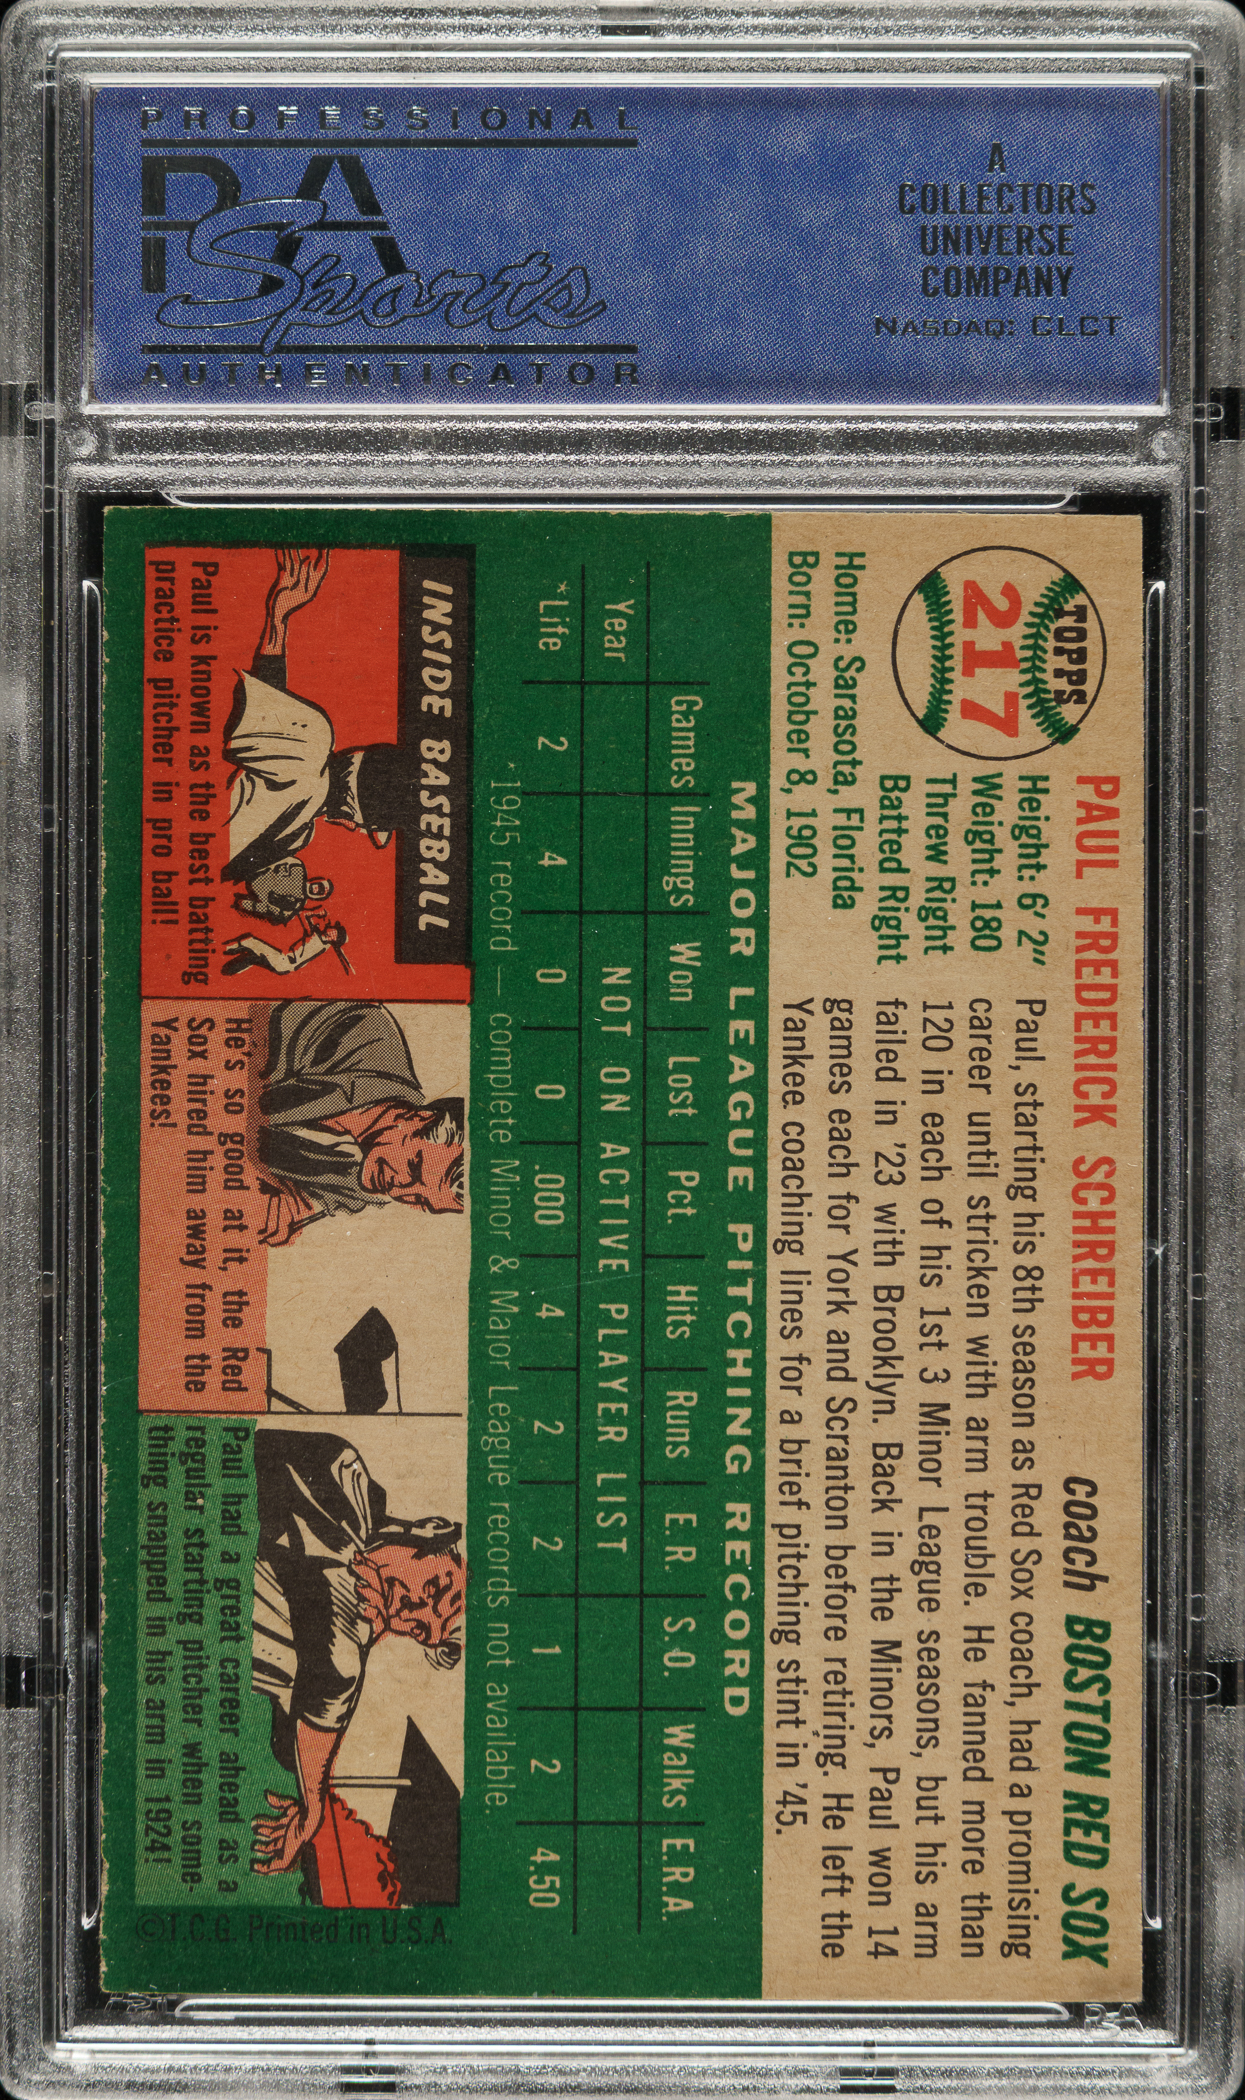 PROFESSIONAL
PSA
Sports
AUTHENTICATOR
A
COLLECTORS
UNIVERSE
COMPANY
NASDAQ: CLCT
TOPPS
217
PAUL FREDERICK SCHREIBER coach BOSTON RED SOX
Height: 6' 2"
Weight: 180
Threw Right
Batted Right
Home: Sarasota, Florida
Born: October 8, 1902
Paul, starting his 8th season as Red Sox coach, had a promising
career until stricken with arm trouble. He fanned more than
120 in each of his 1st 3 Minor League seasons, but his arm
failed in '23 with Brooklyn. Back in the Minors, Paul won 14
games each for York and Scranton before retiring. He left the
Yankee coaching lines for a brief pitching stint in '45.
MAJOR LEAGUE PITCHING RECORD
Games Innings Won Lost Pct. Hits Runs E.R. S.O. Walks E.R.A.
Year NOT ON ACTIVE PLAYER LIST
*Life 2 4 0 0 .000 4 2 2 1 2 4.50
*1945 record — complete Minor & Major League records not available.
INSIDE BASEBALL
Paul is known as the best batting
practice pitcher in pro ball!
He's so good at it, the Red
Sox hired him away from the
Yankees!
Paul had a great career ahead as a
regular starting pitcher when some-
thing snapped in his arm in 1924!
©T.C.G. Printed in U.S.A.
PSA